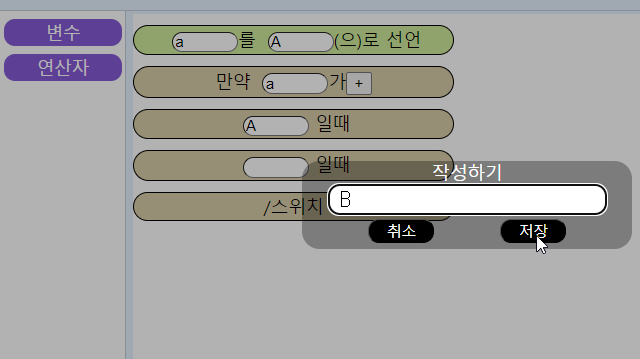 변수
연산자
a 를 A (으)로 선언
만약 a 가 +
A 일때
일때
/스위치
작성하기
B
취소 저장